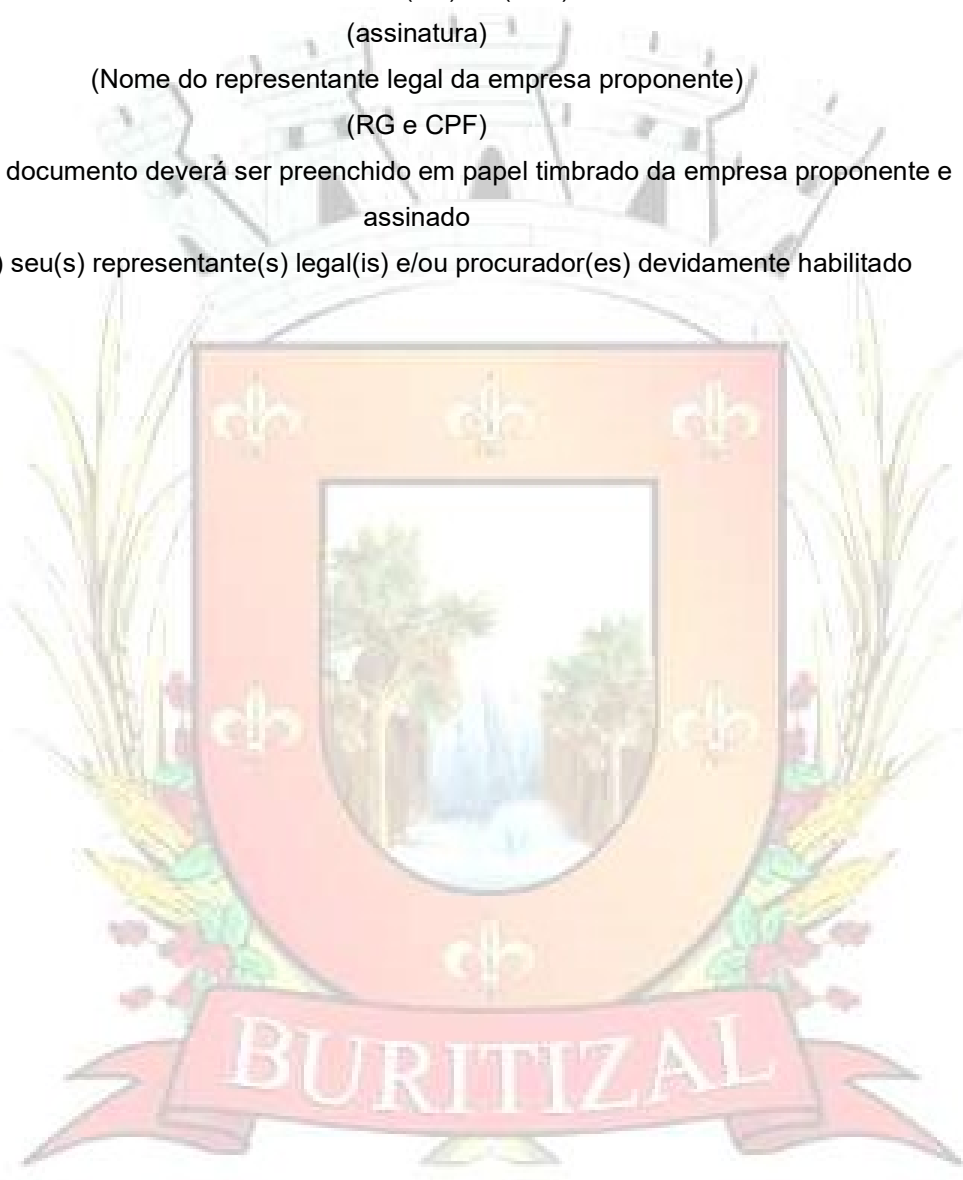 (assinatura)
(Nome do representante legal da empresa proponente)
(RG e CPF)
documento deverá ser preenchido em papel timbrado da empresa proponente e
assinado
) seu(s) representante(s) legal(is) e/ou procurador(es) devidamente habilitado
BURITIZAL